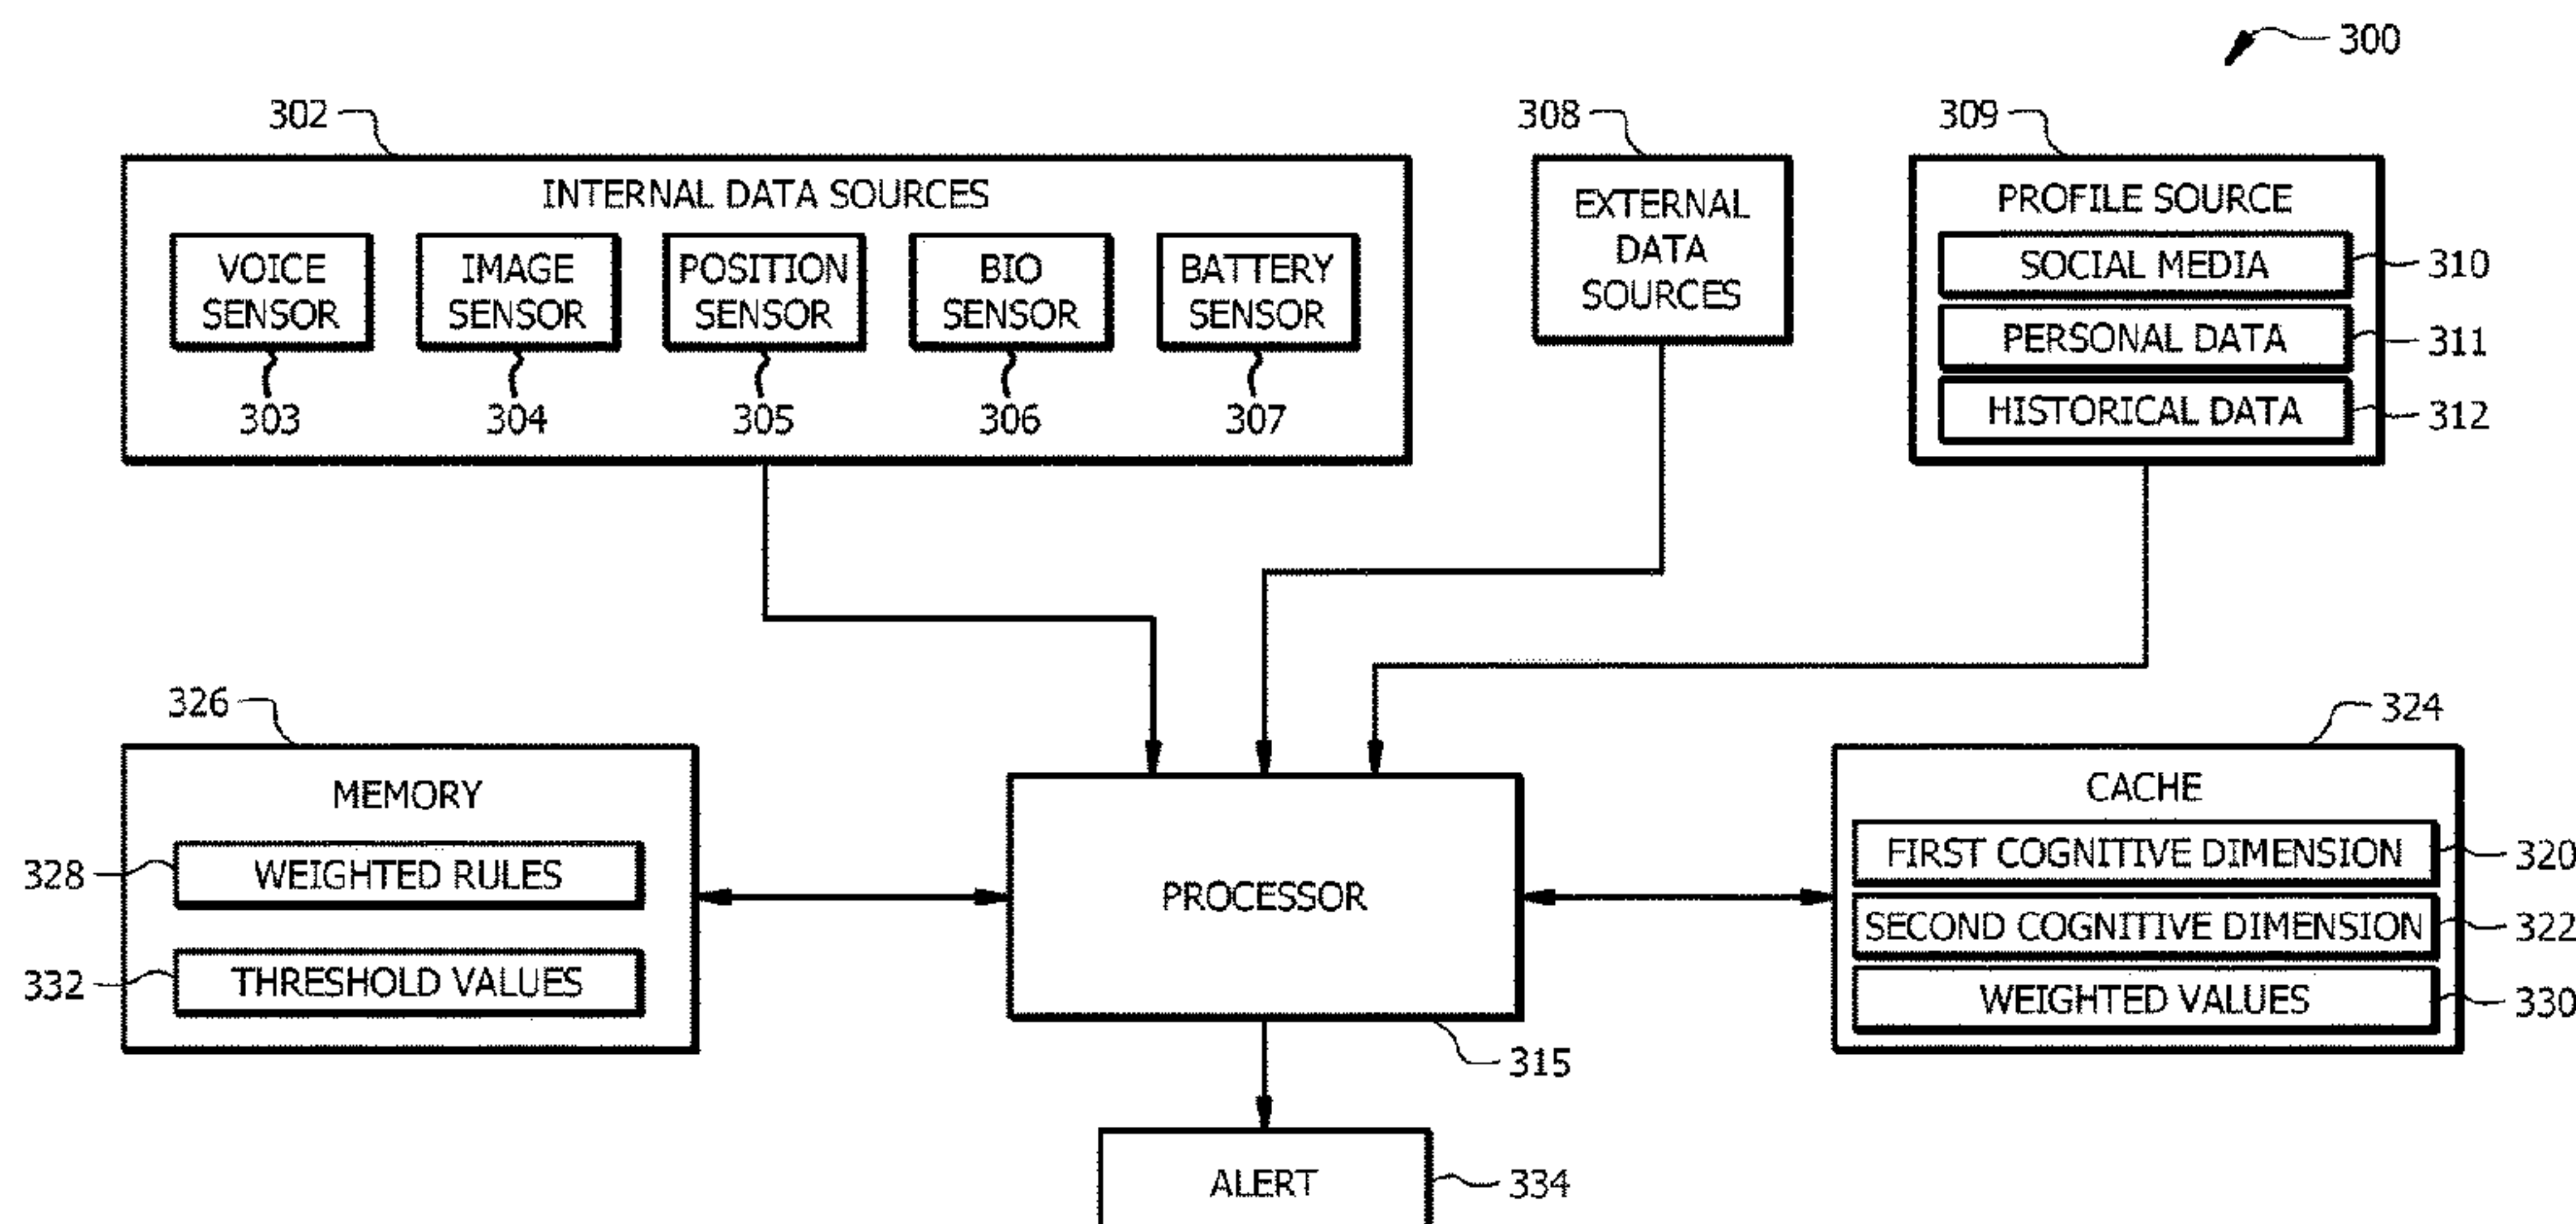 300
302
308
309
INTERNAL DATA SOURCES
VOICE
SENSOR
IMAGE
SENSOR
POSITION
SENSOR
BIO
SENSOR
BATTERY
SENSOR
303
304
305
306
307
EXTERNAL
DATA
SOURCES
PROFILE SOURCE
SOCIAL MEDIA
310
PERSONAL DATA
311
HISTORICAL DATA
312
326
MEMORY
328
WEIGHTED RULES
332
THRESHOLD VALUES
PROCESSOR
315
324
CACHE
FIRST COGNITIVE DIMENSION
320
SECOND COGNITIVE DIMENSION
322
WEIGHTED VALUES
330
ALERT
334